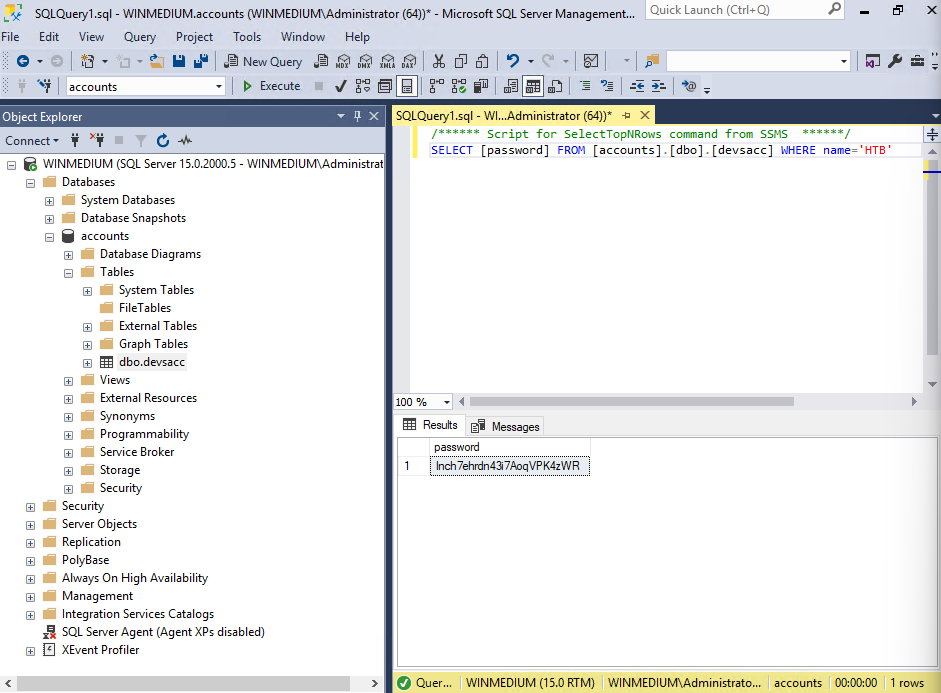 SQLQuery1.sql - WINMEDIUM.accounts (WINMEDIUM\Administrator (64))* - Microsoft SQL Server Management...
Quick Launch (Ctrl+Q)
File Edit View Query Project Tools Window Help
New Query
MDX DMX XMLA DAX
accounts
Execute
Object Explorer
Connect
WINMEDIUM (SQL Server 15.0.2000.5 - WINMEDIUM\Administrat
Databases
System Databases
Database Snapshots
accounts
Database Diagrams
Tables
System Tables
FileTables
External Tables
Graph Tables
dbo.devsacc
Views
External Resources
Synonyms
Programmability
Service Broker
Storage
Security
Security
Server Objects
Replication
PolyBase
Always On High Availability
Management
Integration Services Catalogs
SQL Server Agent (Agent XPs disabled)
XEvent Profiler
SQLQuery1.sql - WI...Administrator (64))*
/****** Script for SelectTopNRows command from SSMS ******/
SELECT [password] FROM [accounts].[dbo].[devsacc] WHERE name='HTB'
100 %
Results Messages
password
1 lnch7ehrdn43i7AoqVPK4zWR
Quer... WINMEDIUM (15.0 RTM) WINMEDIUM\Administrato... accounts 00:00:00 1 rows